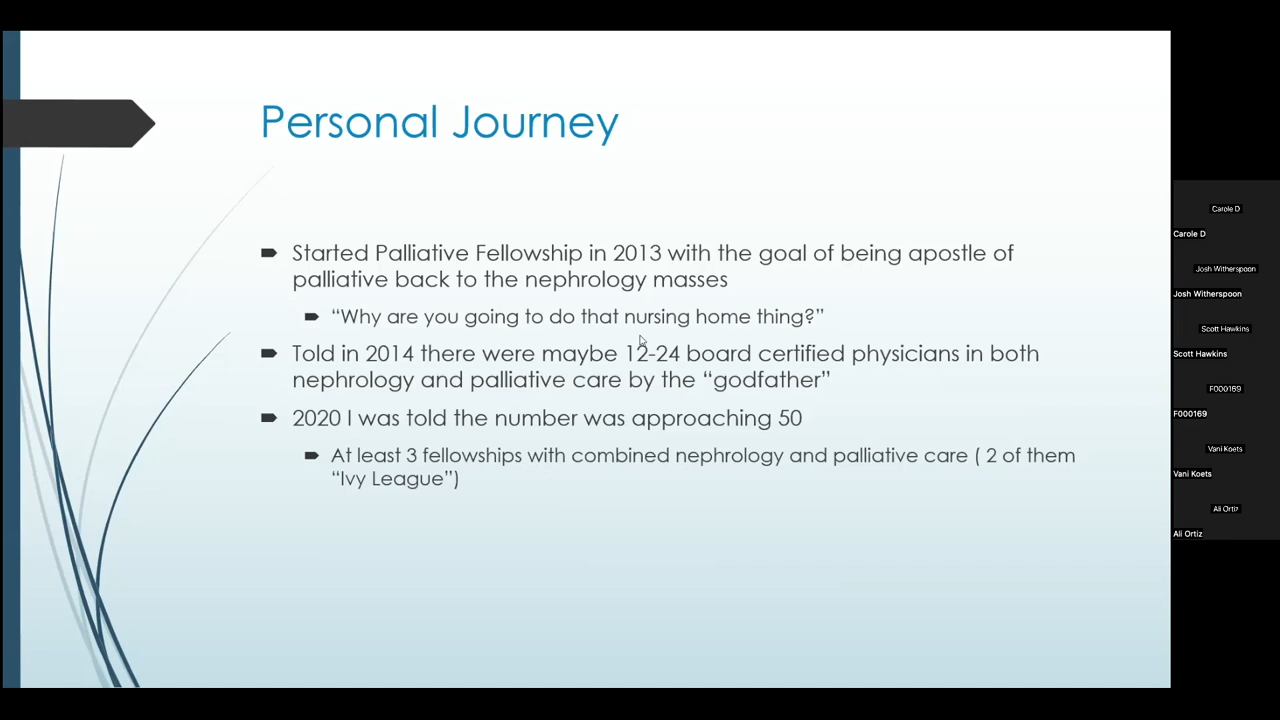 Personal Journey
Started Palliative Fellowship in 2013 with the goal of being apostle of
palliative back to the nephrology masses
“Why are you going to do that nursing home thing?”
Told in 2014 there were maybe 12-24 board certified physicians in both
nephrology and palliative care by the “godfather”
2020 I was told the number was approaching 50
At least 3 fellowships with combined nephrology and palliative care ( 2 of them
“Ivy League”)
Carole D
Carole D
Josh Witherspoon
Josh Witherspoon
Scott Hawkins
Scott Hawkins
F000169
F000169
Vani Koets
Vani Koets
Ali Ortiz
Ali Ortiz